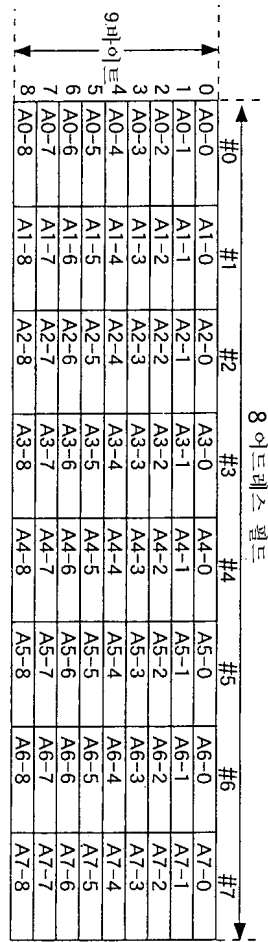 8 어드레스 필드
#0 #1 #2 #3 #4 #5 #6 #7
9바이트
0 A0-0 A1-0 A2-0 A3-0 A4-0 A5-0 A6-0 A7-0
1 A0-1 A1-1 A2-1 A3-1 A4-1 A5-1 A6-1 A7-1
2 A0-2 A1-2 A2-2 A3-2 A4-2 A5-2 A6-2 A7-2
3 A0-3 A1-3 A2-3 A3-3 A4-3 A5-3 A6-3 A7-3
4 A0-4 A1-4 A2-4 A3-4 A4-4 A5-4 A6-4 A7-4
5 A0-5 A1-5 A2-5 A3-5 A4-5 A5-5 A6-5 A7-5
6 A0-6 A1-6 A2-6 A3-6 A4-6 A5-6 A6-6 A7-6
7 A0-7 A1-7 A2-7 A3-7 A4-7 A5-7 A6-7 A7-7
8 A0-8 A1-8 A2-8 A3-8 A4-8 A5-8 A6-8 A7-8